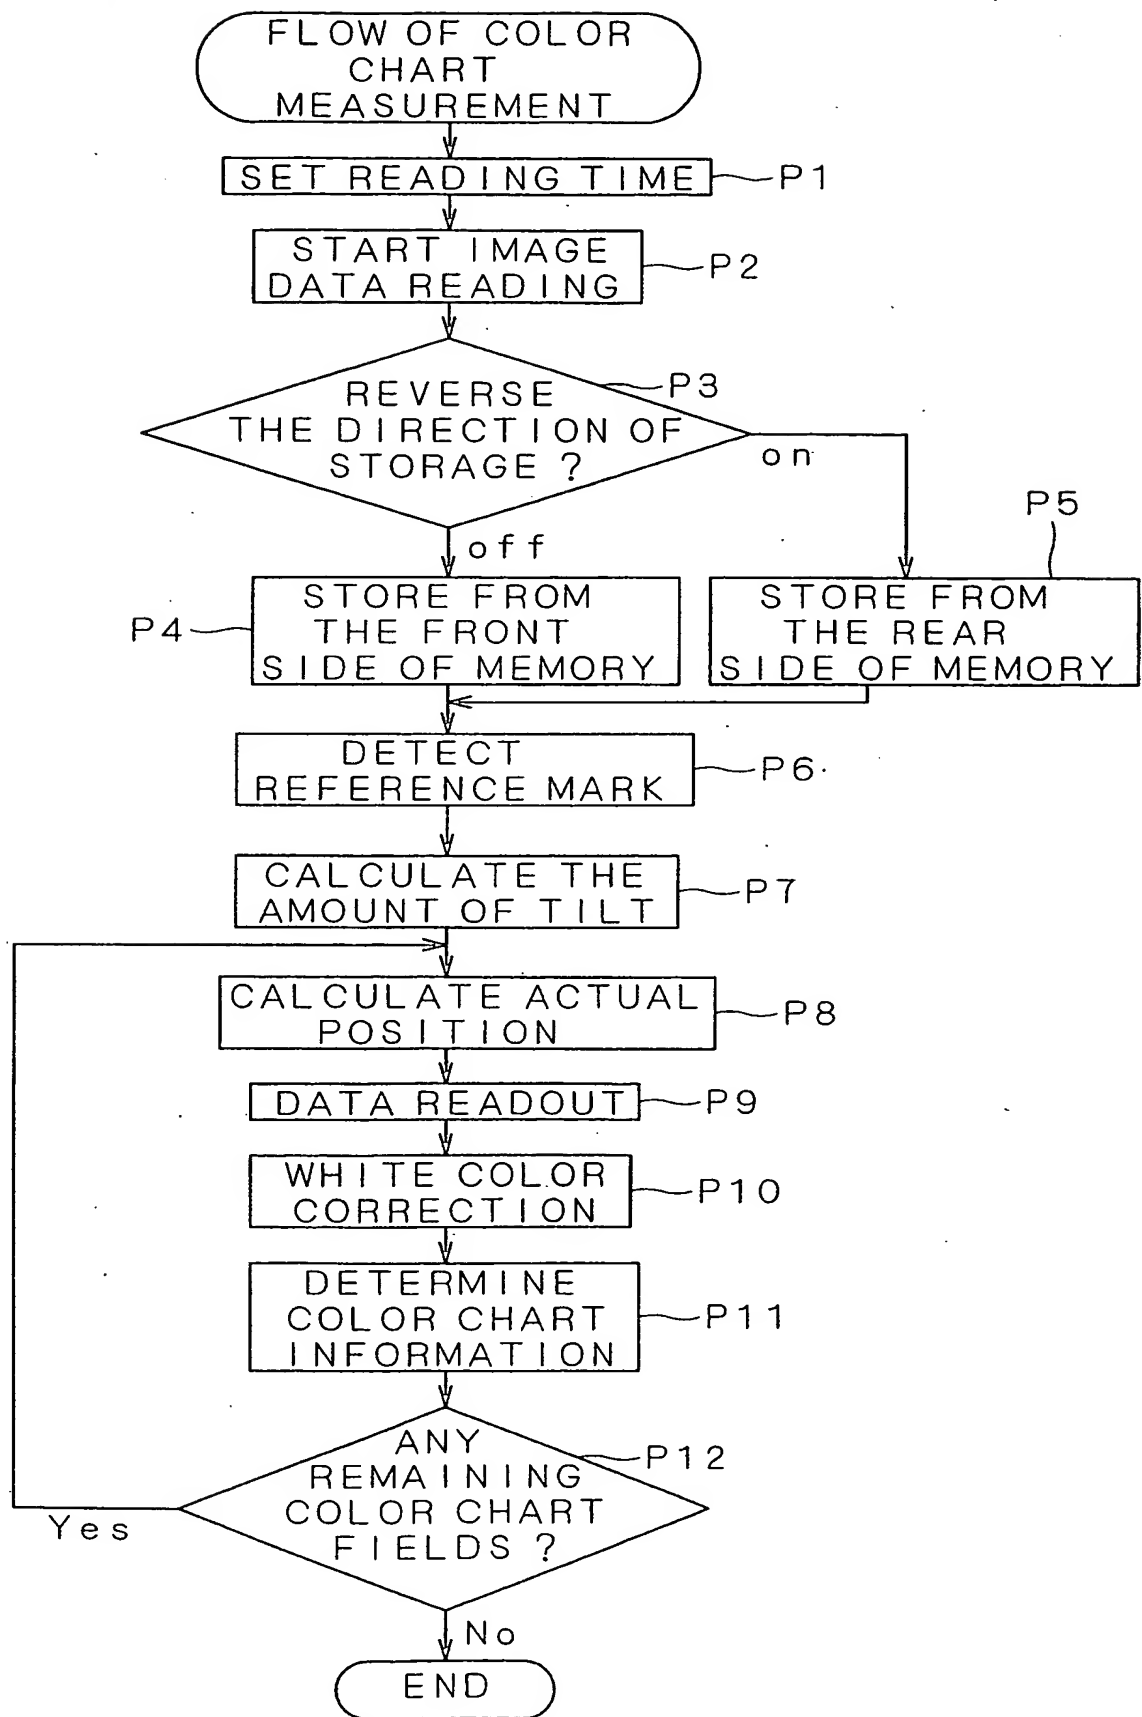 FLOW OF COLOR
CHART
MEASUREMENT
SET READING TIME
P1
START IMAGE
DATA READING
P2
P3
REVERSE
THE DIRECTION OF
STORAGE ?
on
off
P5
STORE FROM
THE FRONT
SIDE OF MEMORY
P4
STORE FROM
THE REAR
SIDE OF MEMORY
DETECT
REFERENCE MARK
P6
CALCULATE THE
AMOUNT OF TILT
P7
CALCULATE ACTUAL
POSITION
P8
DATA READOUT
P9
WHITE COLOR
CORRECTION
P10
DETERMINE
COLOR CHART
INFORMATION
P11
ANY
REMAINING
COLOR CHART
FIELDS ?
P12
Yes
No
END